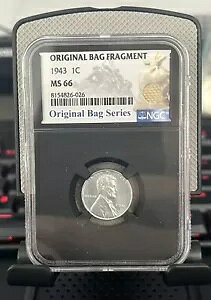 ORIGINAL BAG FRAGMENT
1943 1C
MS 66
8154826-026
Original Bag Series
NGC